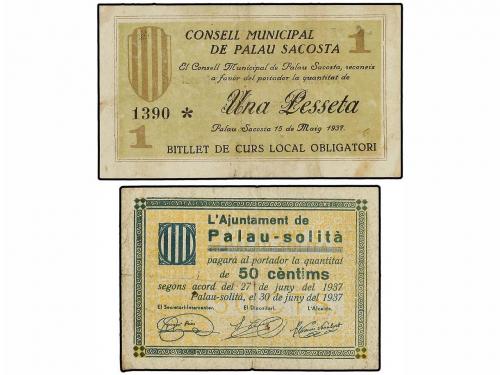 CONSELL MUNICIPAL
DE PALAU SACOSTA
1
El Consell Municipal de Palau Sacosta, reconeix
a favor del portador la quantitat de
1390 *
Una Pesseta
1
Palau Sacosta 15 de Maig 1937.
BITLLET DE CURS LOCAL OBLIGATORI
L'Ajuntament de
Palau-solità
pagarà al portador la quantitat
de 50 cèntims
segons acord del 27 de juny del 1937
Palau-solità, el 30 de juny del 1937
El Secretari-Interventor, El Dipositari, L'Alcalde,